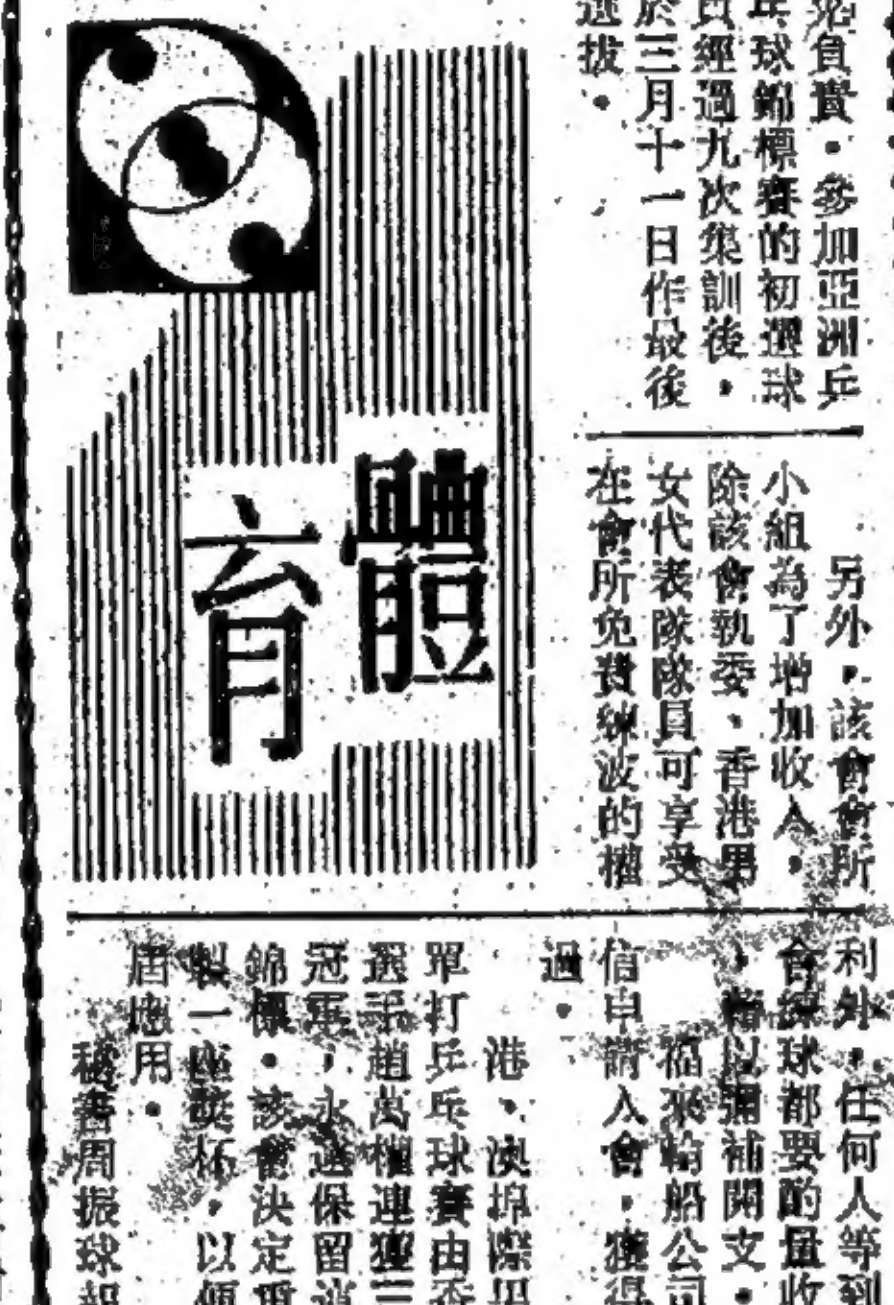 負責。參加亞洲乒
乓球錦標賽的初選球
員經過九次集訓後,
於三月十一日作最後
選拔。
另外,該會會所
小組為了增加收入,
除該會執委、香港男
女代表隊隊員可享受
在會所免費練波的權
利外,任何人等到
會練球都要酌量收
,藉以彌補開支。
福來輪船公司
信申請入會,獲得
過。
港、澳埠際男
單打乒乓球賽由香
選手趙萬權連獲三
冠軍,永遠保留這
錦標。該會決定重
製一座獎杯,以便
屆應用。
秘書周振球報
體育